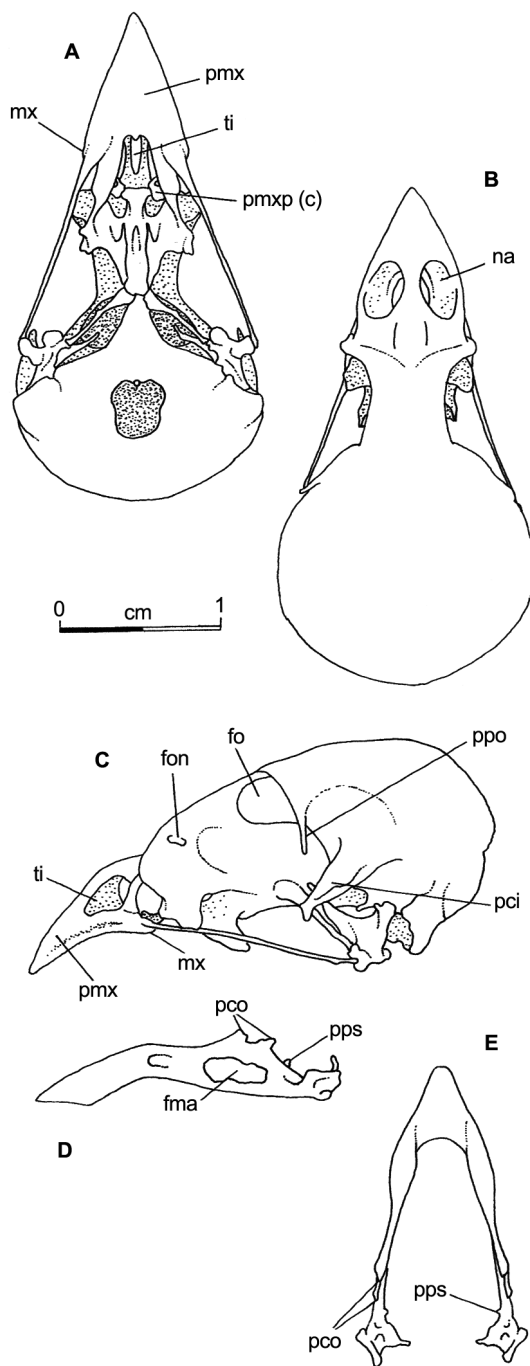 A
pmx
mx
ti
pmxp (c)
B
na
0 cm 1
C
fo
ppo
fon
ti
pci
pmx
mx
pco
pps
E
fma
D
pps
pco